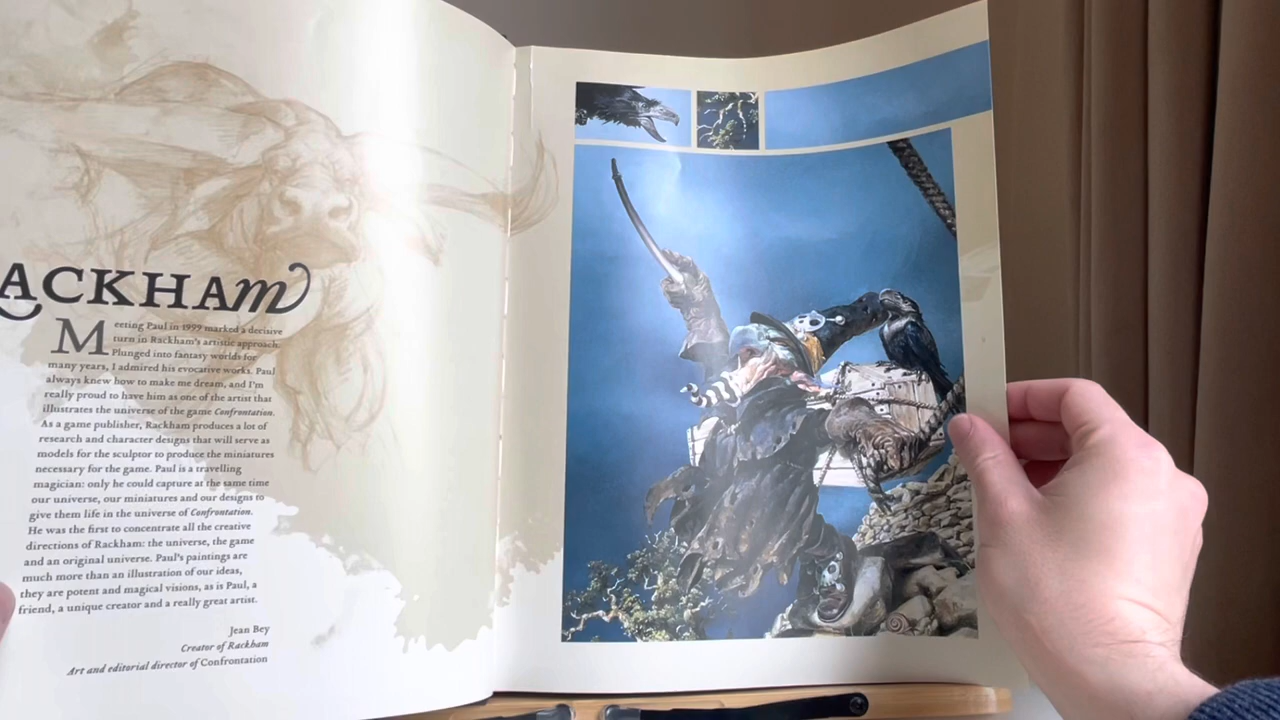 ACKHAm
Meeting Paul in 1999 marked a decisive
turn in Rackham's artistic approach.
Plunged into fantasy worlds for
many years, I admired his evocative works. Paul
always knew how to make me dream, and I'm
really proud to have him as one of the artist that
illustrates the universe of the game Confrontation.
As a game publisher, Rackham produces a lot of
research and character designs that will serve as
models for the sculptor to produce the miniatures
necessary for the game. Paul is a travelling
magician: only he could capture at the same time
our universe, our miniatures and our designs to
give them life in the universe of Confrontation.
He was the first to concentrate all the creative
directions of Rackham: the universe, the game
and an original universe. Paul's paintings are
much more than an illustration of our ideas,
they are potent and magical visions, as is Paul, a
friend, a unique creator and a really great artist.
Jean Bey
Creator of Rackham
Art and editorial director of Confrontation